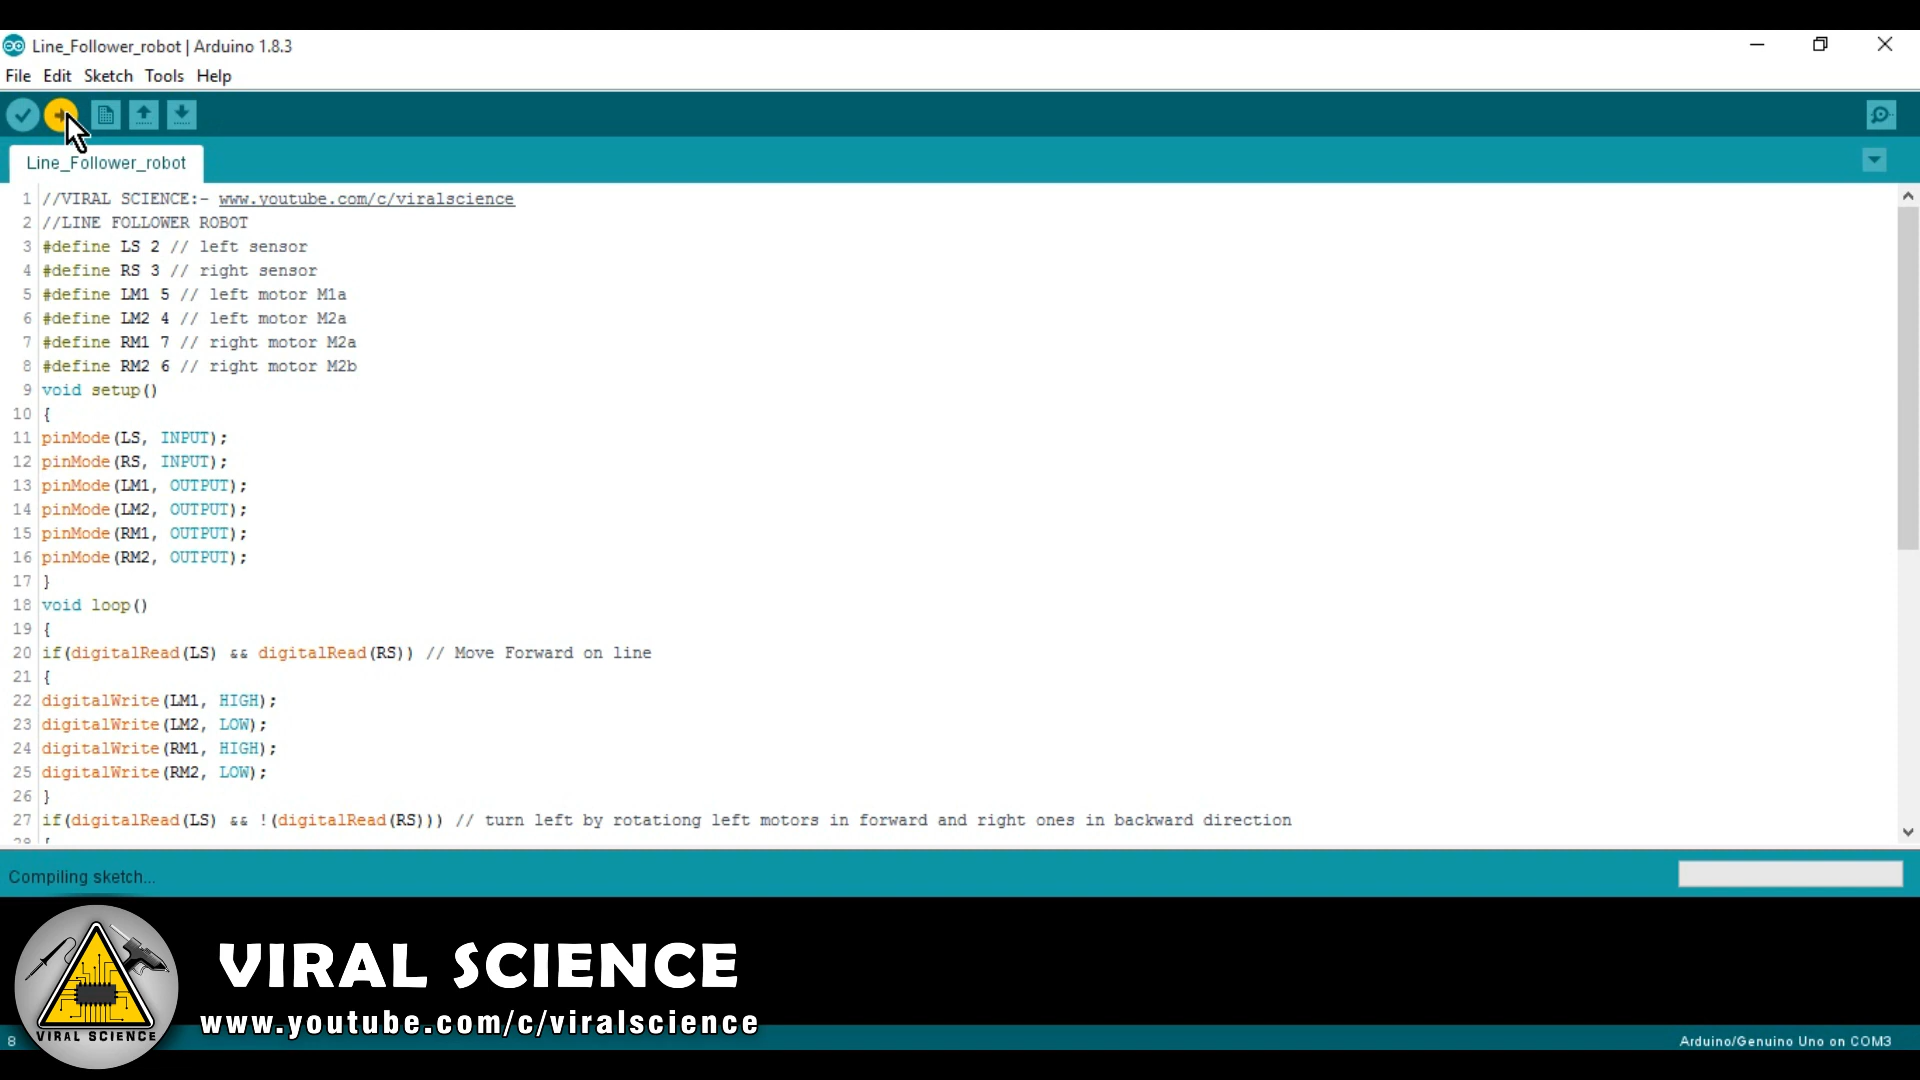 Line_Follower_robot | Arduino 1.8.3
File Edit Sketch Tools Help
Line_Follower_robot
1 //VIRAL SCIENCE:- www.youtube.com/c/viralscience
2 //LINE FOLLOWER ROBOT
3 #define LS 2 // left sensor
4 #define RS 3 // right sensor
5 #define LM1 5 // left motor M1a
6 #define LM2 4 // left motor M2a
7 #define RM1 7 // right motor M2a
8 #define RM2 6 // right motor M2b
9 void setup()
10 {
11 pinMode(LS, INPUT);
12 pinMode(RS, INPUT);
13 pinMode(LM1, OUTPUT);
14 pinMode(LM2, OUTPUT);
15 pinMode(RM1, OUTPUT);
16 pinMode(RM2, OUTPUT);
17 }
18 void loop()
19 {
20 if(digitalRead(LS) && digitalRead(RS)) // Move Forward on line
21 {
22 digitalWrite(LM1, HIGH);
23 digitalWrite(LM2, LOW);
24 digitalWrite(RM1, HIGH);
25 digitalWrite(RM2, LOW);
26 }
27 if(digitalRead(LS) && !(digitalRead(RS))) // turn left by rotationg left motors in forward and right ones in backward direction
28 {
Compiling sketch...
VIRAL SCIENCE
www.youtube.com/c/viralscience
VIRAL SCIENCE
8
Arduino/Genuino Uno on COM3